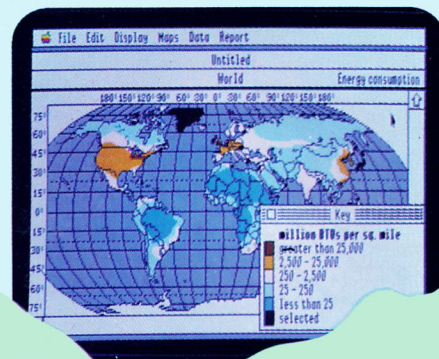 File Edit Display Maps Data Report
Untitled
World Energy consumption
180° 150° 120° 90° 60° 30° 0° 30° 60° 90° 120° 150° 180°
75°
60°
45°
30°
15°
0°
15°
30°
45°
60°
75°
Key
million BTUs per sq. mile
greater than 25,000
2,500 - 25,000
250 - 2,500
25 - 250
less than 25
selected